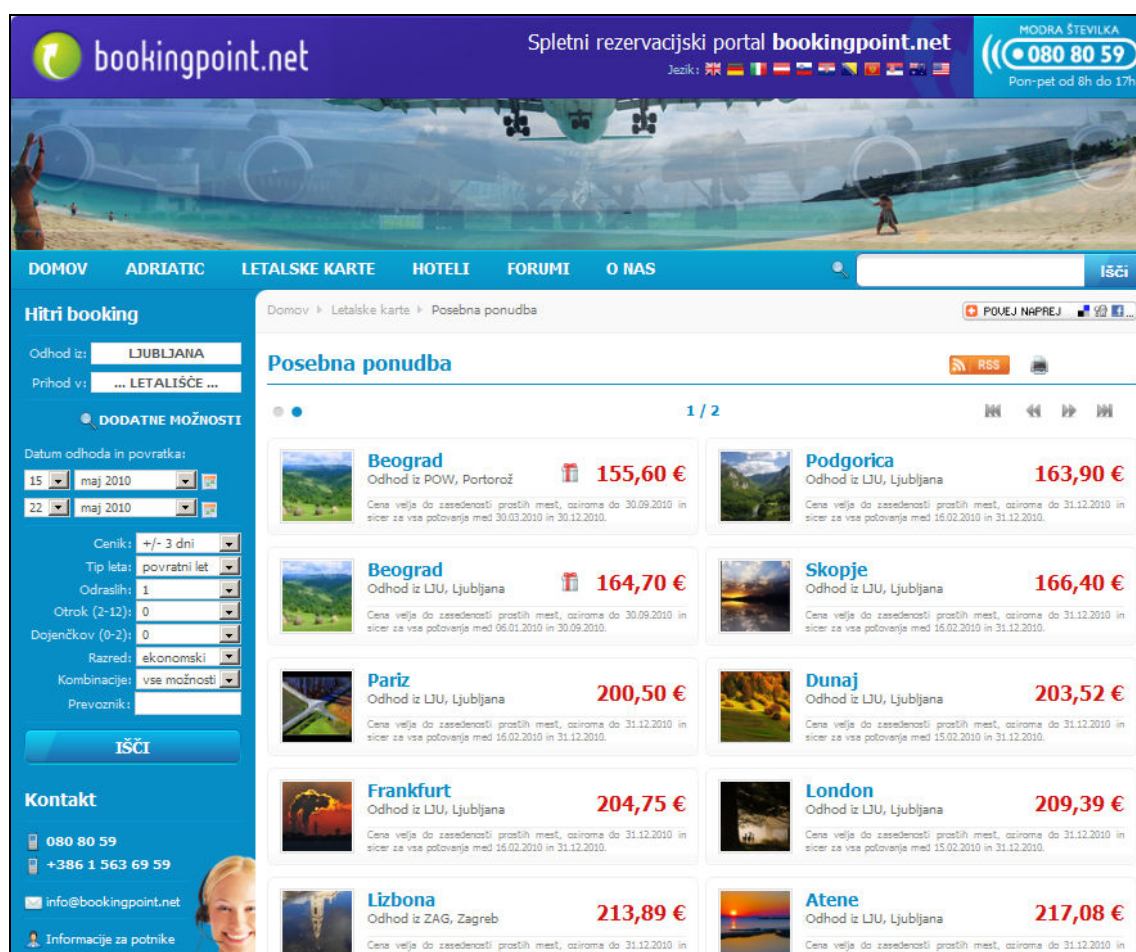 bookingpoint.net
Spletni rezervacijski portal bookingpoint.net
Jezik:
MODRA ŠTEVILKA
080 80 59
Pon-pet od 8h do 17h
DOMOV ADRIATIC LETALSKE KARTE HOTELI FORUMI O NAS
Išči
Hitri booking
Odhod iz: LJUBLJANA
Prihod v: ... LETALIŠČE ...
DODATNE MOŽNOSTI
Datum odhoda in povratka:
15 maj 2010
22 maj 2010
Cenik: +/- 3 dni
Tip leta: povratni let
Odraslih: 1
Otrok (2-12): 0
Dojenčkov (0-2): 0
Razred: ekonomski
Kombinacije: vse možnosti
Prevoznik:
IŠČI
Kontakt
080 80 59
+386 1 563 69 59
info@bookingpoint.net
Informacije za potnike
Domov Letalske karte Posebna ponudba
POVEJ NAPREJ ...
Posebna ponudba
RSS
1 / 2
Beograd
Odhod iz POW, Portorož
155,60 €
Cena velja do zasedenosti prostih mest, oziroma do 30.09.2010 in
sicer za vsa potovanja med 30.03.2010 in 30.12.2010.
Podgorica
Odhod iz LJU, Ljubljana
163,90 €
Cena velja do zasedenosti prostih mest, oziroma do 31.12.2010 in
sicer za vsa potovanja med 16.02.2010 in 31.12.2010.
Beograd
Odhod iz LJU, Ljubljana
164,70 €
Cena velja do zasedenosti prostih mest, oziroma do 30.09.2010 in
sicer za vsa potovanja med 06.01.2010 in 30.09.2010.
Skopje
Odhod iz LJU, Ljubljana
166,40 €
Cena velja do zasedenosti prostih mest, oziroma do 31.12.2010 in
sicer za vsa potovanja med 16.02.2010 in 31.12.2010.
Pariz
Odhod iz LJU, Ljubljana
200,50 €
Cena velja do zasedenosti prostih mest, oziroma do 31.12.2010 in
sicer za vsa potovanja med 16.02.2010 in 31.12.2010.
Dunaj
Odhod iz LJU, Ljubljana
203,52 €
Cena velja do zasedenosti prostih mest, oziroma do 31.12.2010 in
sicer za vsa potovanja med 15.02.2010 in 31.12.2010.
Frankfurt
Odhod iz LJU, Ljubljana
204,75 €
Cena velja do zasedenosti prostih mest, oziroma do 31.12.2010 in
sicer za vsa potovanja med 16.02.2010 in 31.12.2010.
London
Odhod iz LJU, Ljubljana
209,39 €
Cena velja do zasedenosti prostih mest, oziroma do 31.12.2010 in
sicer za vsa potovanja med 15.02.2010 in 31.12.2010.
Lizbona
Odhod iz ZAG, Zagreb
213,89 €
Cena velja do zasedenosti prostih mest, oziroma do 31.12.2010 in
Atene
Odhod iz LJU, Ljubljana
217,08 €
Cena velja do zasedenosti prostih mest, oziroma do 31.12.2010 in